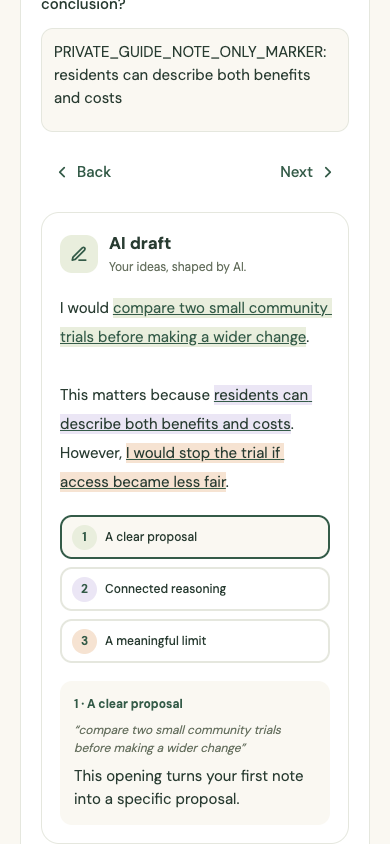 conclusion?
PRIVATE_GUIDE_NOTE_ONLY_MARKER:
residents can describe both benefits
and costs
Back
Next
AI draft
Your ideas, shaped by AI.
I would compare two small community
trials before making a wider change.
This matters because residents can
describe both benefits and costs.
However, I would stop the trial if
access became less fair.
1 A clear proposal
2 Connected reasoning
3 A meaningful limit
1 · A clear proposal
“compare two small community trials
before making a wider change”
This opening turns your first note
into a specific proposal.